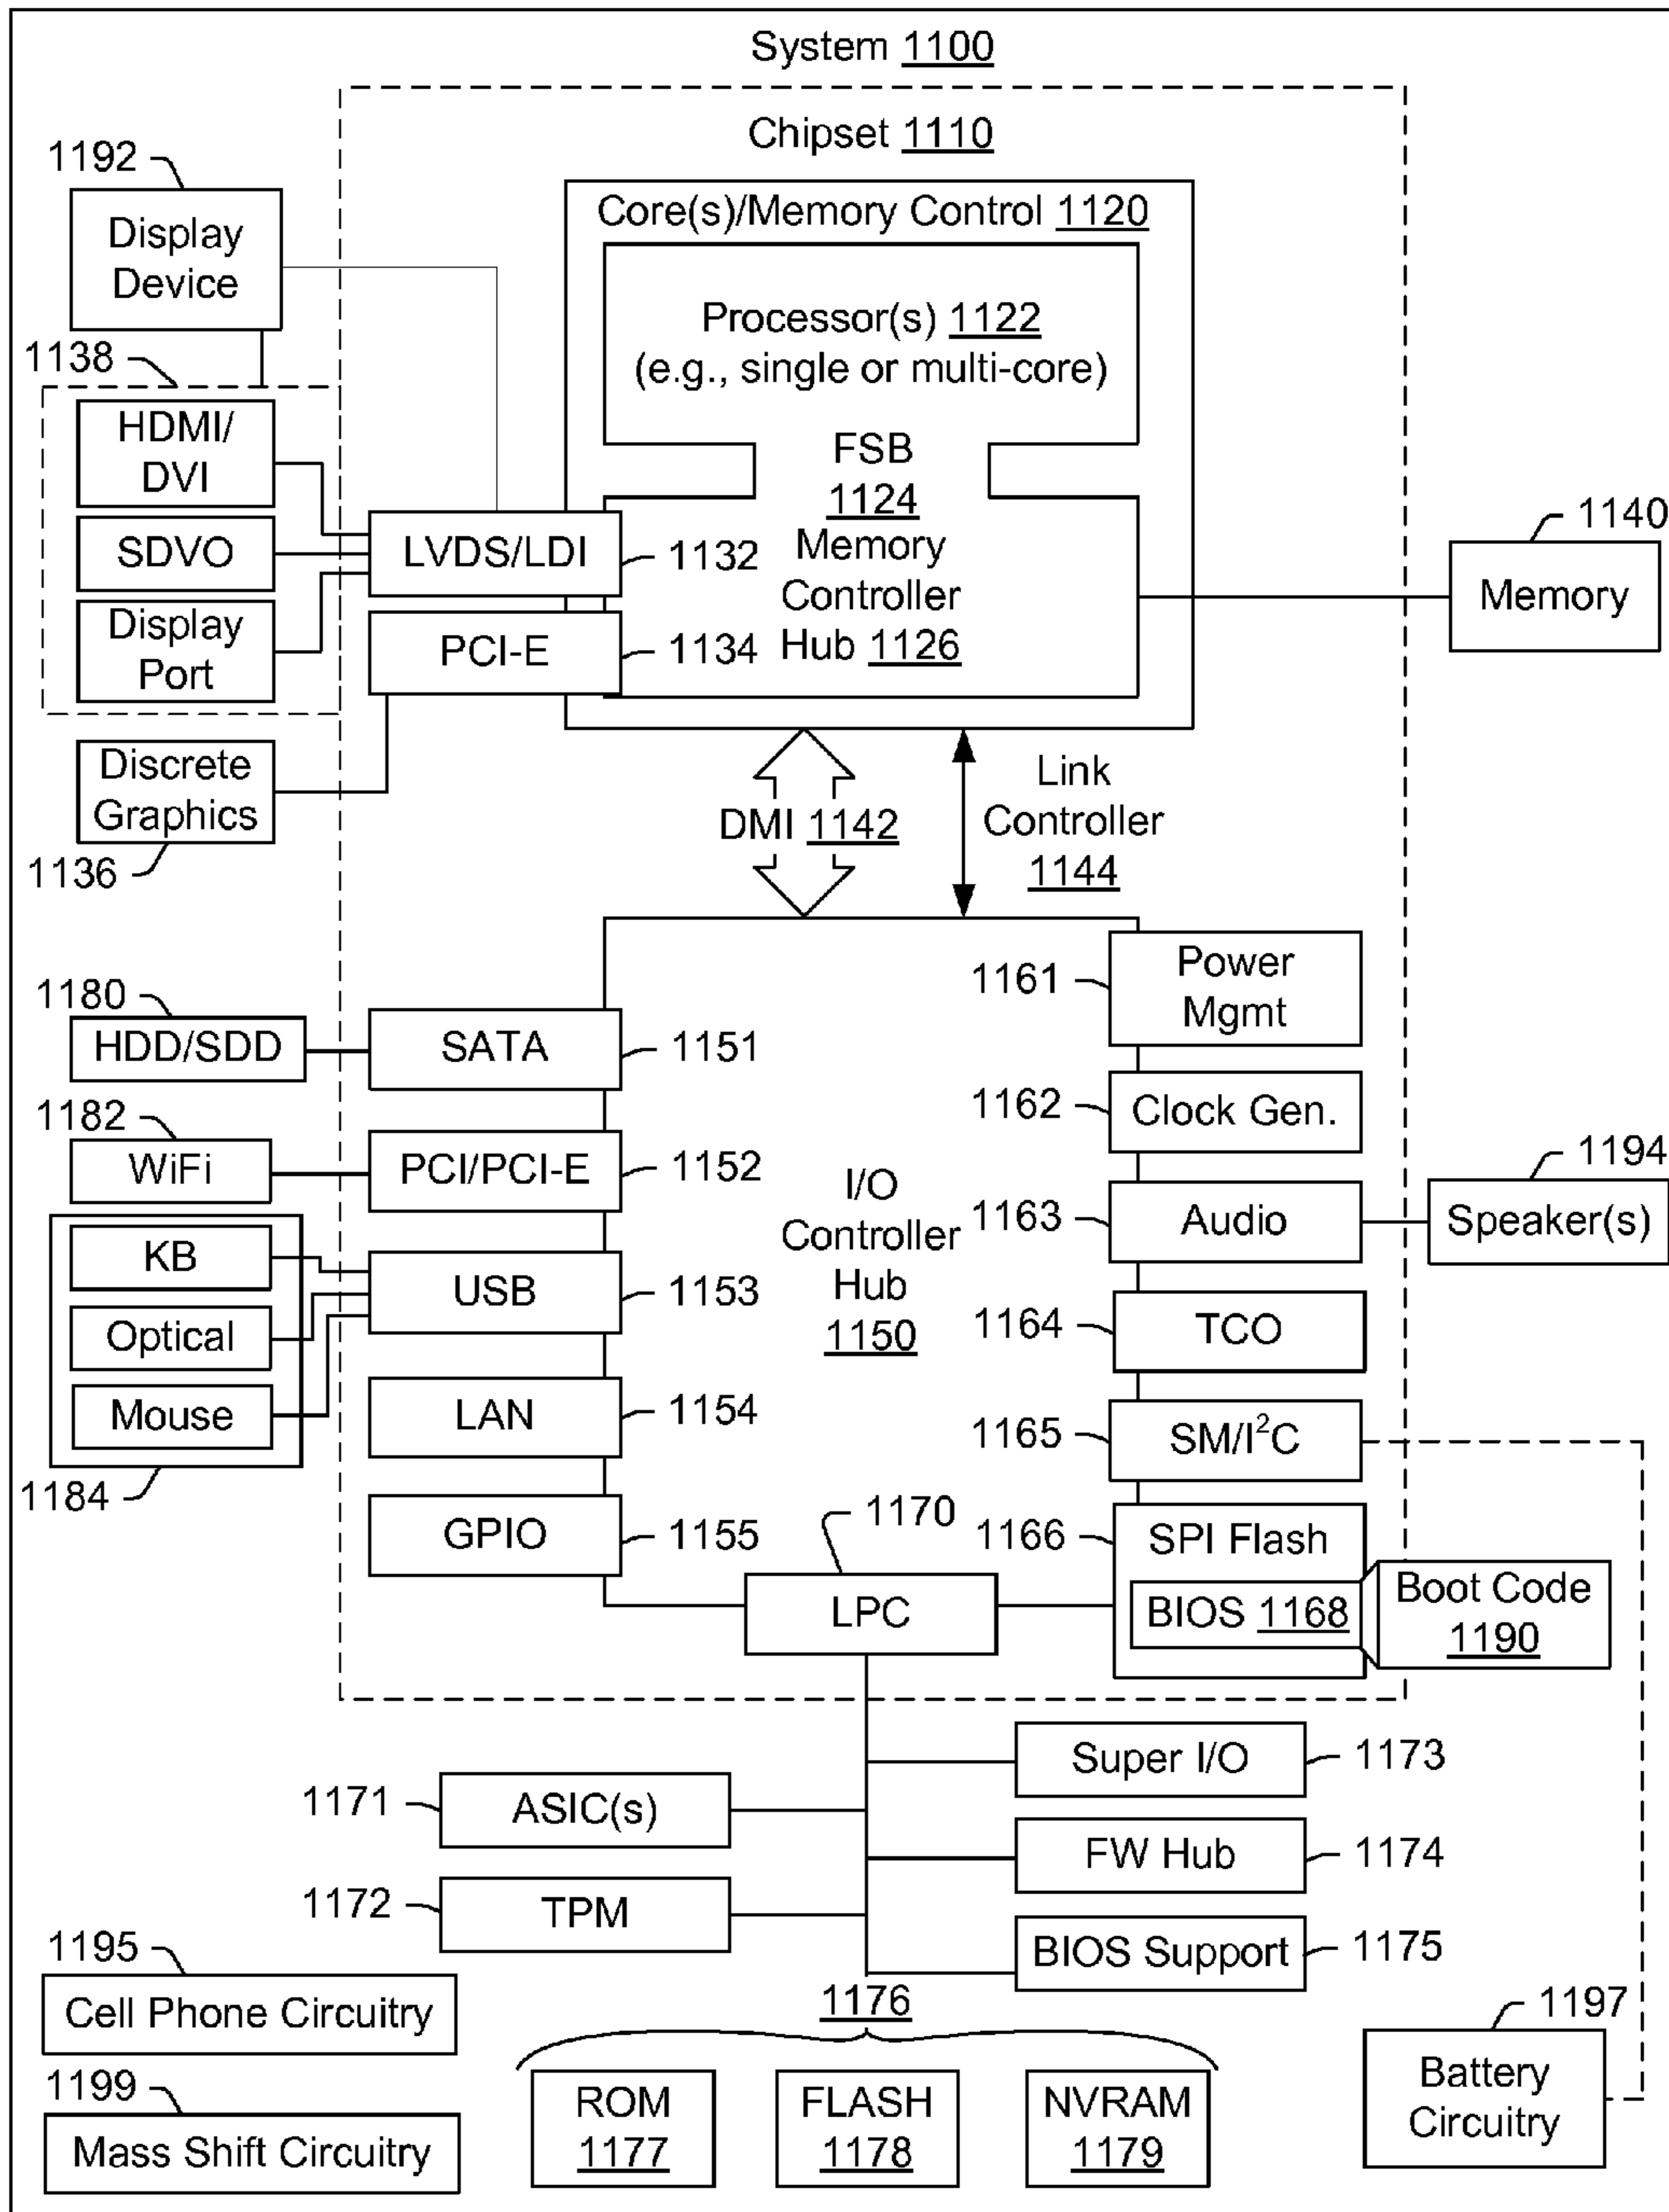 System 1100
Chipset 1110
1192
Display
Device
Core(s)/Memory Control 1120
Processor(s) 1122
(e.g., single or multi-core)
FSB
1124
Memory
Controller
Hub 1126
1138
HDMI/
DVI
SDVO
Display
Port
LVDS/LDI
1132
PCI-E
1134
1140
Memory
Discrete
Graphics
1136
DMI 1142
Link
Controller
1144
1180
HDD/SDD
SATA
1151
1182
WiFi
PCI/PCI-E
1152
KB
Optical
Mouse
1184
USB
1153
LAN
1154
GPIO
1155
I/O
Controller
Hub
1150
1161
Power
Mgmt
1162
Clock Gen.
1163
Audio
1194
Speaker(s)
1164
TCO
1165
SM/I²C
1166
SPI Flash
BIOS 1168
Boot Code
1190
1170
LPC
1171
ASIC(s)
1172
TPM
Super I/O
1173
FW Hub
1174
BIOS Support
1175
1195
Cell Phone Circuitry
1199
Mass Shift Circuitry
1176
ROM
1177
FLASH
1178
NVRAM
1179
1197
Battery
Circuitry